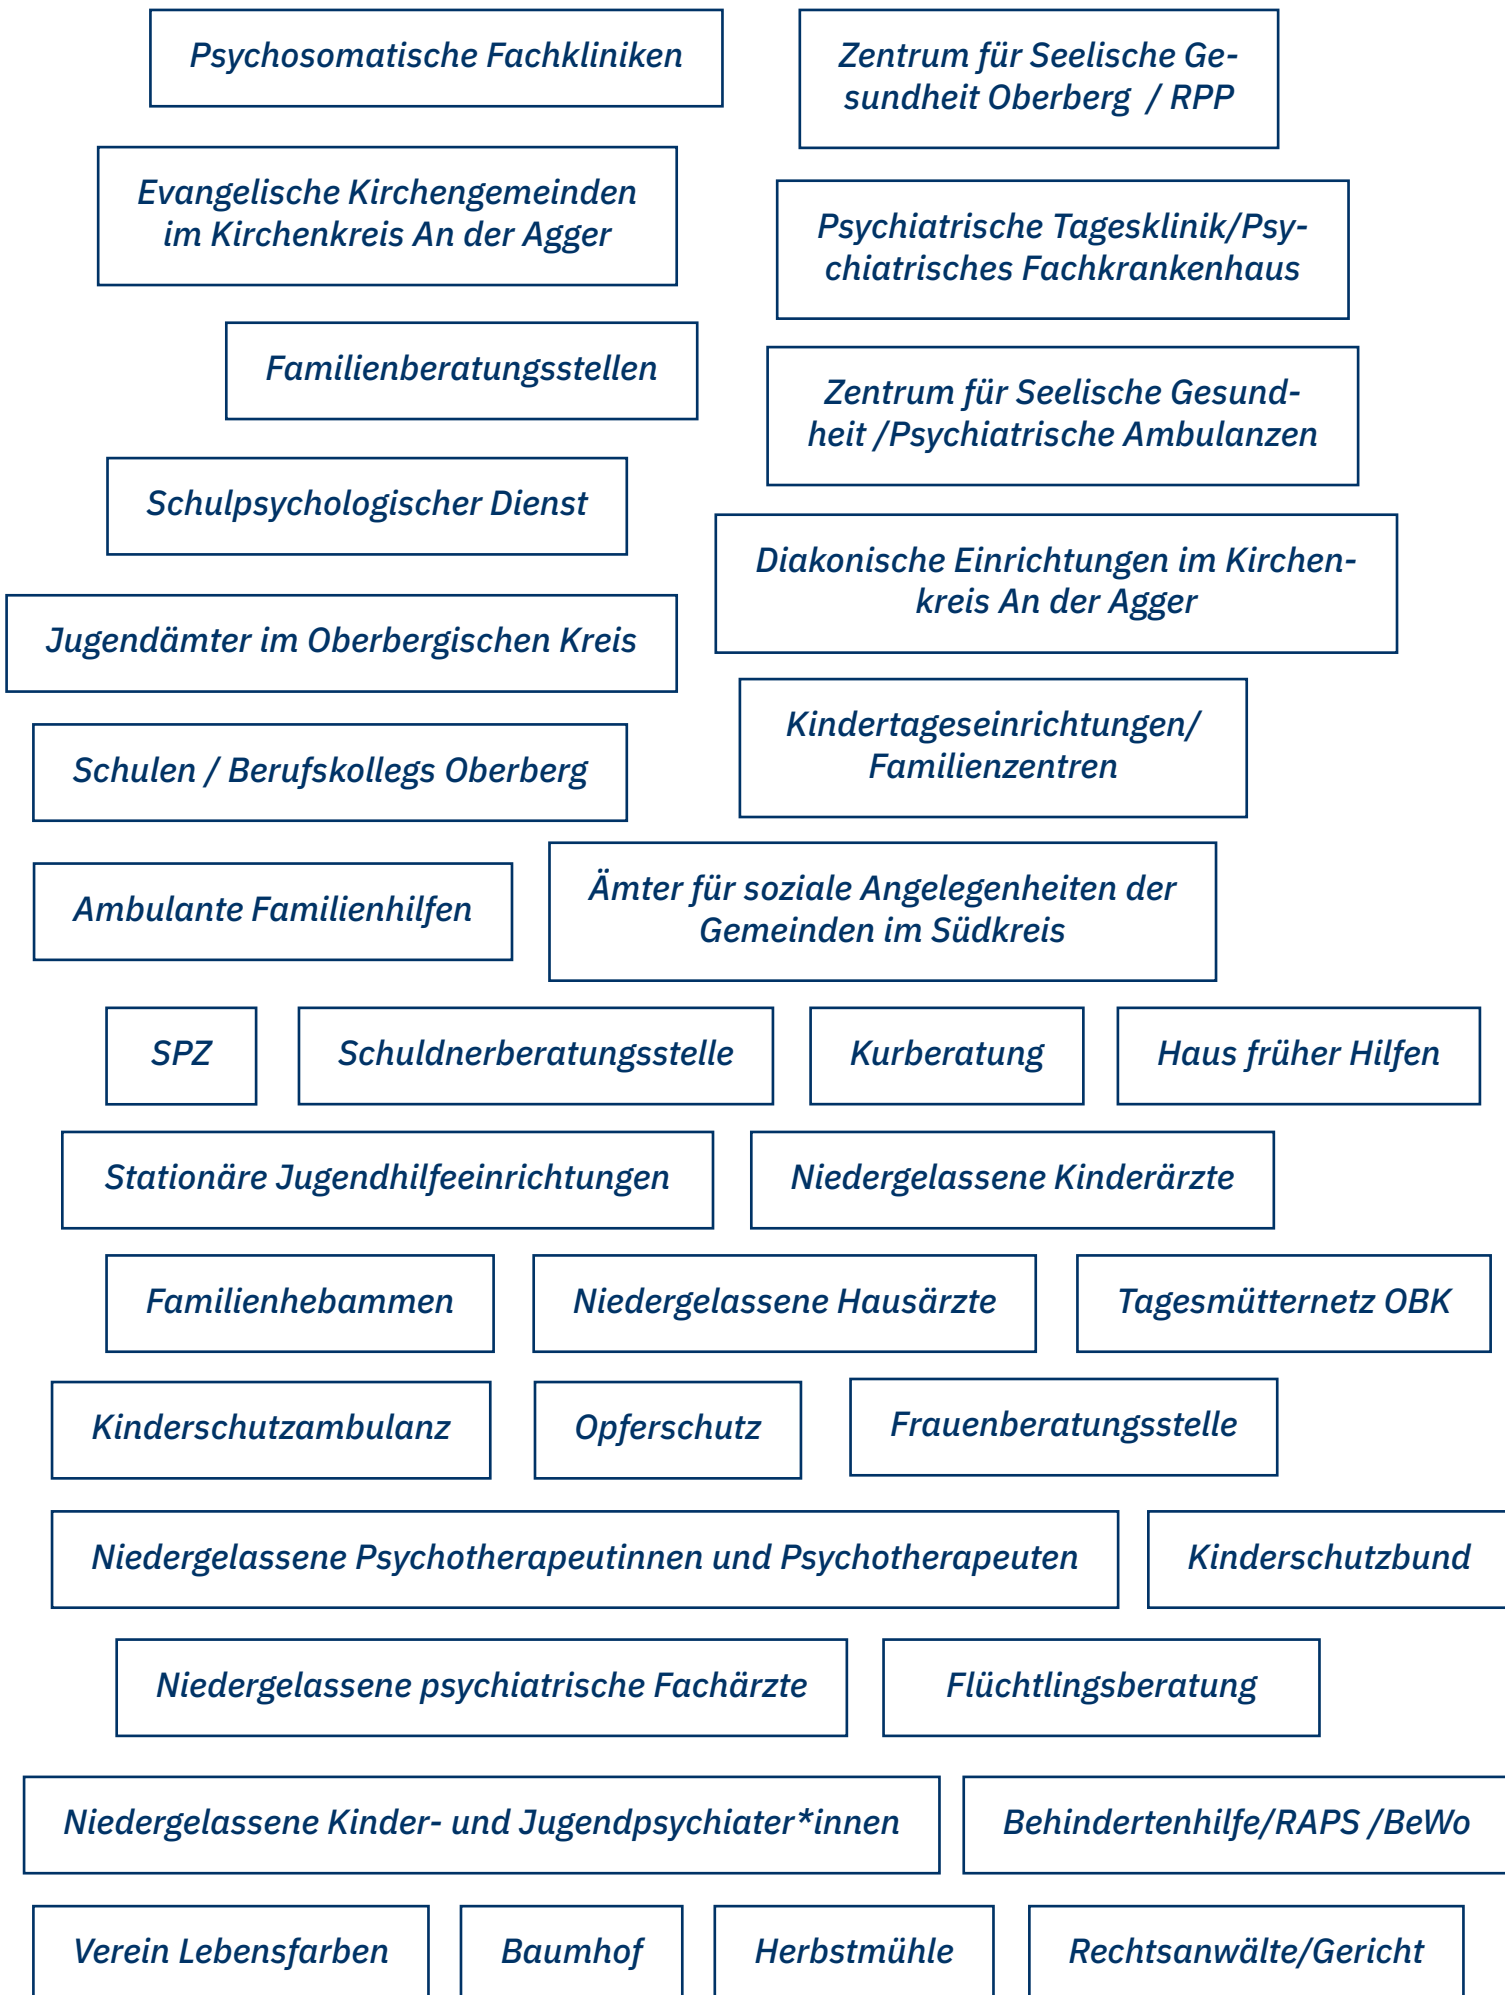 Psychosomatische Fachkliniken
Zentrum für Seelische Ge-
sundheit Oberberg / RPP
Evangelische Kirchengemeinden
im Kirchenkreis An der Agger
Psychiatrische Tagesklinik/Psy-
chiatrisches Fachkrankenhaus
Familienberatungsstellen
Zentrum für Seelische Gesund-
heit /Psychiatrische Ambulanzen
Schulpsychologischer Dienst
Diakonische Einrichtungen im Kirchen-
kreis An der Agger
Jugendämter im Oberbergischen Kreis
Kindertageseinrichtungen/
Familienzentren
Schulen / Berufskollegs Oberberg
Ambulante Familienhilfen
Ämter für soziale Angelegenheiten der
Gemeinden im Südkreis
SPZ
Schuldnerberatungsstelle
Kurberatung
Haus früher Hilfen
Stationäre Jugendhilfeeinrichtungen
Niedergelassene Kinderärzte
Familienhebammen
Niedergelassene Hausärzte
Tagesmütternetz OBK
Kinderschutzambulanz
Opferschutz
Frauenberatungsstelle
Niedergelassene Psychotherapeutinnen und Psychotherapeuten
Kinderschutzbund
Niedergelassene psychiatrische Fachärzte
Flüchtlingsberatung
Niedergelassene Kinder- und Jugendpsychiater*innen
Behindertenhilfe/RAPS /BeWo
Verein Lebensfarben
Baumhof
Herbstmühle
Rechtsanwälte/Gericht